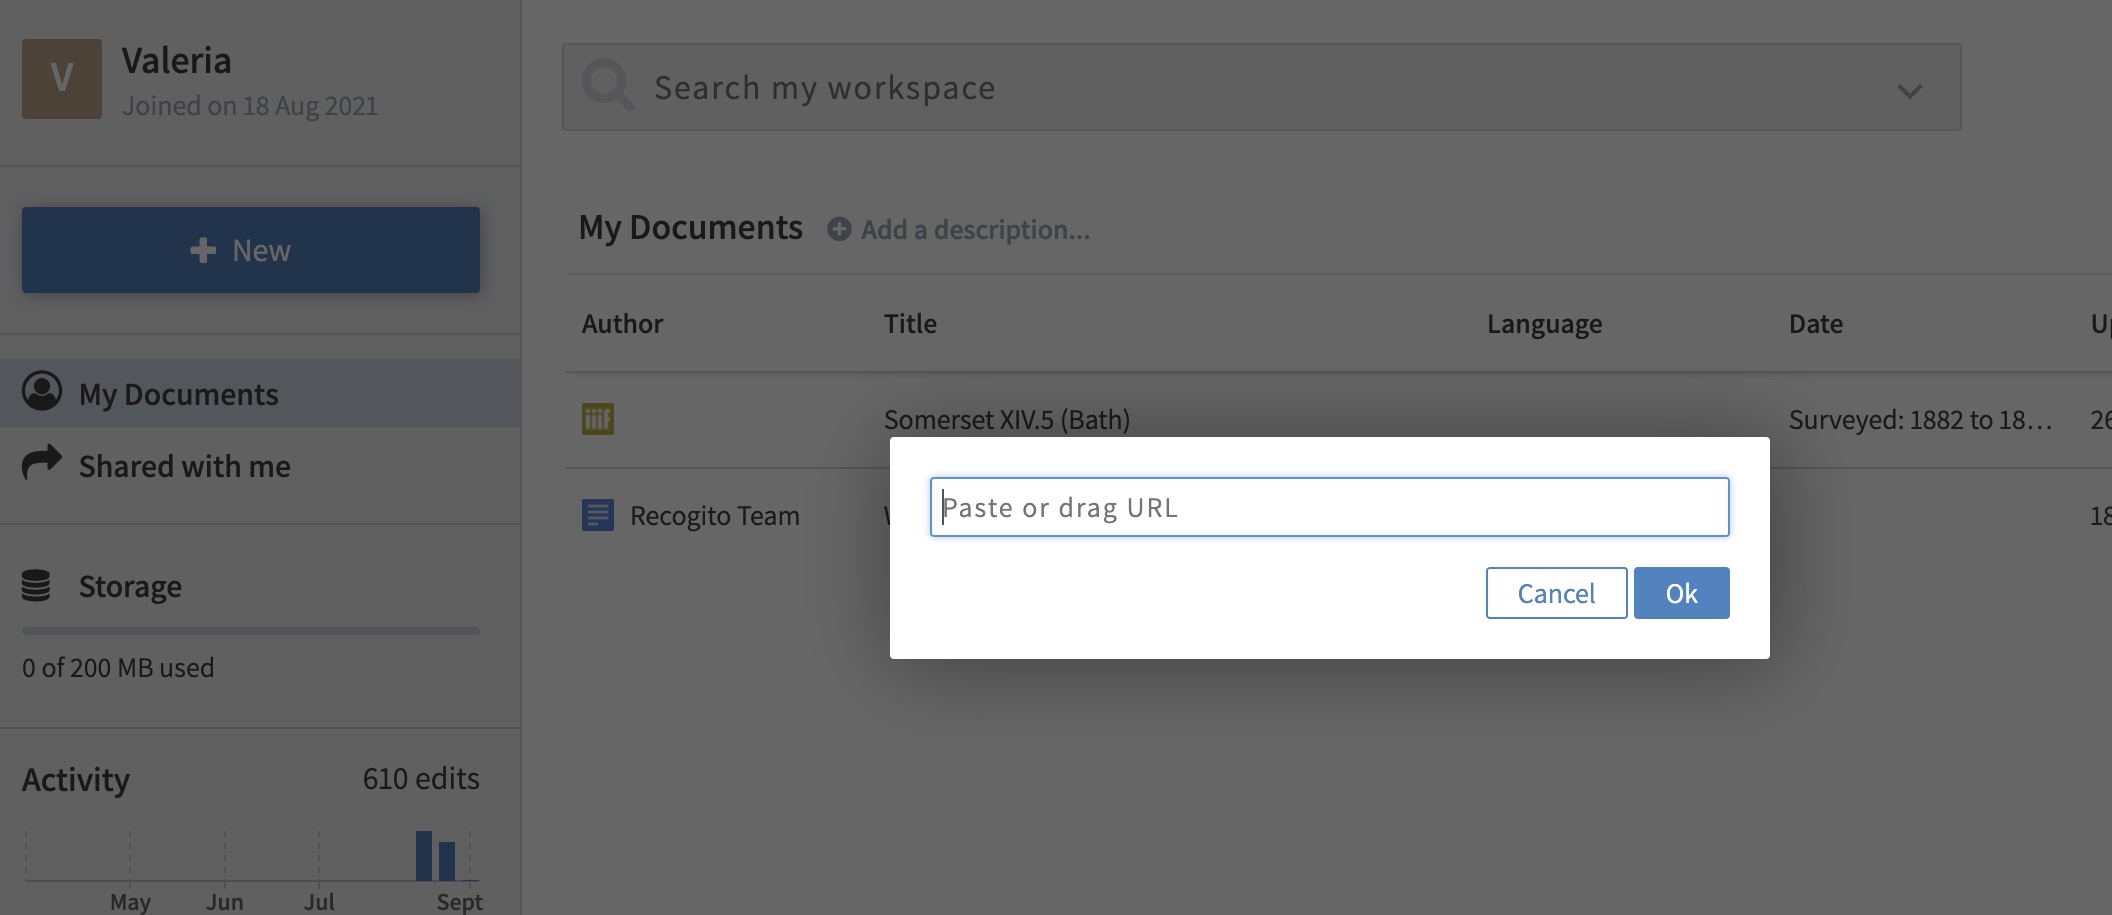 V
Valeria
Joined on 18 Aug 2021
New
My Documents
Shared with me
Storage
0 of 200 MB used
Activity
610 edits
May Jun Jul Sept
Search my workspace
My Documents
Add a description...
Author Title Language Date
iiif Somerset XIV.5 (Bath) Surveyed: 1882 to 18... 26
Recogito Team 18
Paste or drag URL
Cancel Ok